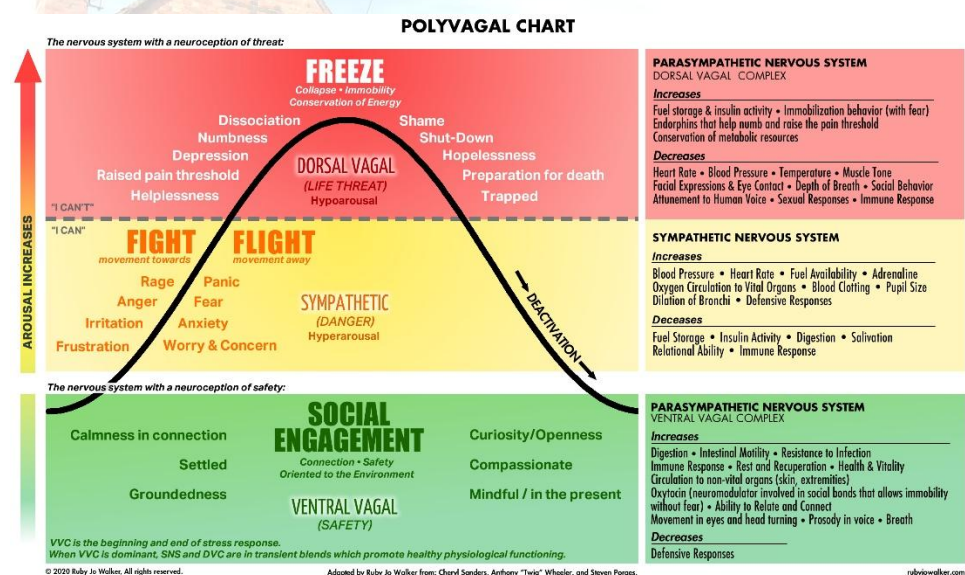 POLYVAGAL CHART
The nervous system with a neuroception of threat:
AROUSAL INCREASES
FREEZE
Collapse • Immobility
Conservation of Energy
Dissociation
Numbness
Depression
Raised pain threshold
Helplessness
Shame
Shut-Down
Hopelessness
Preparation for death
Trapped
DORSAL VAGAL
(LIFE THREAT)
Hypoarousal
"I CAN'T"
"I CAN"
FIGHT
movement towards
FLIGHT
movement away
Rage
Anger
Irritation
Frustration
Panic
Fear
Anxiety
Worry & Concern
SYMPATHETIC
(DANGER)
Hyperarousal
DEACTIVATION
The nervous system with a neuroception of safety:
SOCIAL
ENGAGEMENT
Connection • Safety
Oriented to the Environment
Calmness in connection
Settled
Groundedness
Curiosity/Openness
Compassionate
Mindful / in the present
VENTRAL VAGAL
(SAFETY)
VVC is the beginning and end of stress response.
When VVC is dominant, SNS and DVC are in transient blends which promote healthy physiological functioning.
PARASYMPATHETIC NERVOUS SYSTEM
DORSAL VAGAL COMPLEX
Increases
Fuel storage & insulin activity • Immobilization behavior (with fear)
Endorphins that help numb and raise the pain threshold
Conservation of metabolic resources
Decreases
Heart Rate • Blood Pressure • Temperature • Muscle Tone
Facial Expressions & Eye Contact • Depth of Breath • Social Behavior
Attunement to Human Voice • Sexual Responses • Immune Response
SYMPATHETIC NERVOUS SYSTEM
Increases
Blood Pressure • Heart Rate • Fuel Availability • Adrenaline
Oxygen Circulation to Vital Organs • Blood Clotting • Pupil Size
Dilation of Bronchi • Defensive Responses
Deceases
Fuel Storage • Insulin Activity • Digestion • Salivation
Relational Ability • Immune Response
PARASYMPATHETIC NERVOUS SYSTEM
VENTRAL VAGAL COMPLEX
Increases
Digestion • Intestinal Motility • Resistance to Infection
Immune Response • Rest and Recuperation • Health & Vitality
Circulation to non-vital organs (skin, extremities)
Oxytocin (neuromodulator involved in social bonds that allows immobility
without fear) • Ability to Relate and Connect
Movement in eyes and head turning • Prosody in voice • Breath
Decreases
Defensive Responses
© 2020 Ruby Jo Walker, All rights reserved.
Adapted by Ruby Jo Walker from: Cheryl Sanders, Anthony "Twig" Wheeler, and Steven Porges.
rubyjowalker.com